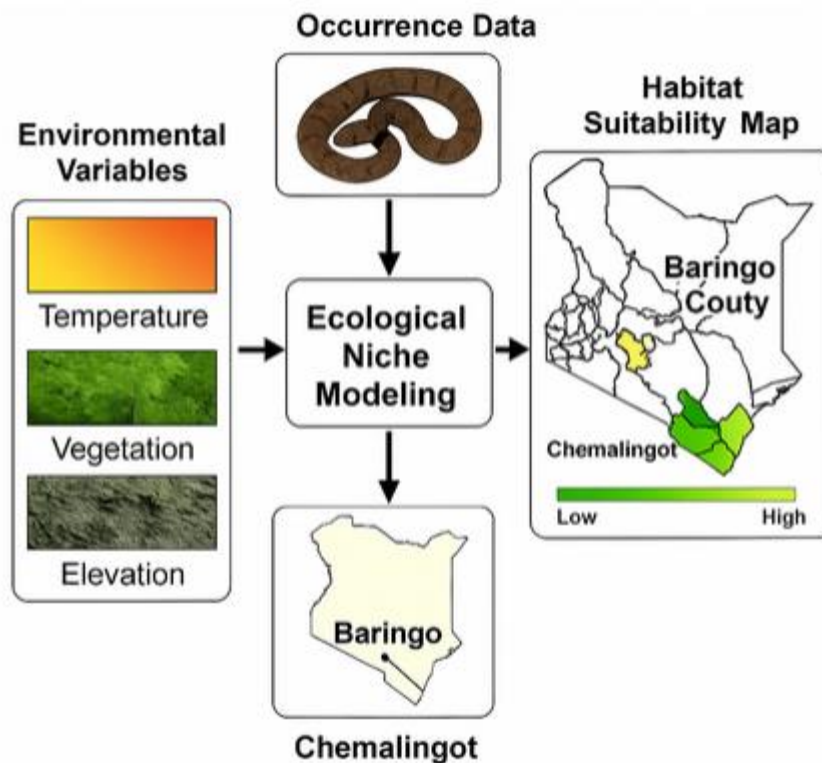 Occurrence Data
Environmental
Variables
Temperature
Vegetation
Elevation
Ecological
Niche
Modeling
Habitat
Suitability Map
Baringo
Couty
Chemalingot
Low
High
Baringo
Chemalingot